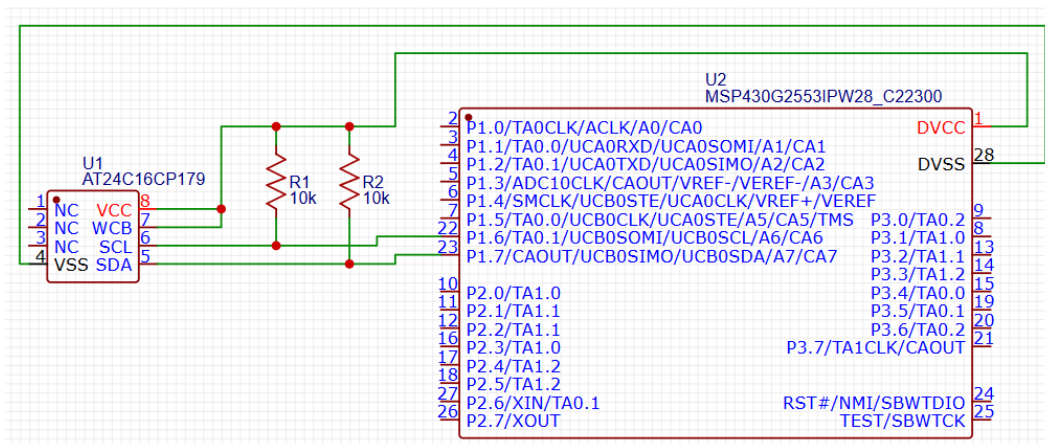 U1
AT24C16CP179
1 NC VCC 8
2 NC WCB 7
3 NC SCL 6
4 VSS SDA 5
R1
10k
R2
10k
U2
MSP430G2553IPW28_C22300
2 P1.0/TA0CLK/ACLK/A0/CA0
3 P1.1/TA0.0/UCA0RXD/UCA0SOMI/A1/CA1
4 P1.2/TA0.1/UCA0TXD/UCA0SIMO/A2/CA2
5 P1.3/ADC10CLK/CAOUT/VREF-/VEREF-/A3/CA3
6 P1.4/SMCLK/UCB0STE/UCA0CLK/VREF+/VEREF
7 P1.5/TA0.0/UCB0CLK/UCA0STE/A5/CA5/TMS
22 P1.6/TA0.1/UCB0SOMI/UCB0SCL/A6/CA6
23 P1.7/CAOUT/UCB0SIMO/UCB0SDA/A7/CA7
10 P2.0/TA1.0
11 P2.1/TA1.1
12 P2.2/TA1.1
16 P2.3/TA1.0
17 P2.4/TA1.2
18 P2.5/TA1.2
27 P2.6/XIN/TA0.1
26 P2.7/XOUT
DVCC 1
DVSS 28
P3.0/TA0.2 9
P3.1/TA1.0 8
P3.2/TA1.1 13
P3.3/TA1.2 14
P3.4/TA0.0 15
P3.5/TA0.1 19
P3.6/TA0.2 20
P3.7/TA1CLK/CAOUT 21
RST#/NMI/SBWTDIO 24
TEST/SBWTCK 25